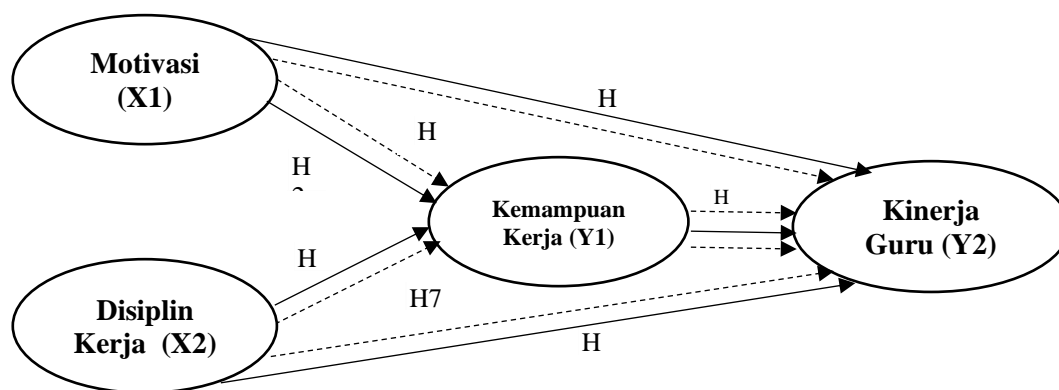 Motivasi
(X1)
H
H
H
Kemampuan
Kerja (Y1)
H
Kinerja
Guru (Y2)
H
H7
Disiplin
Kerja (X2)
H